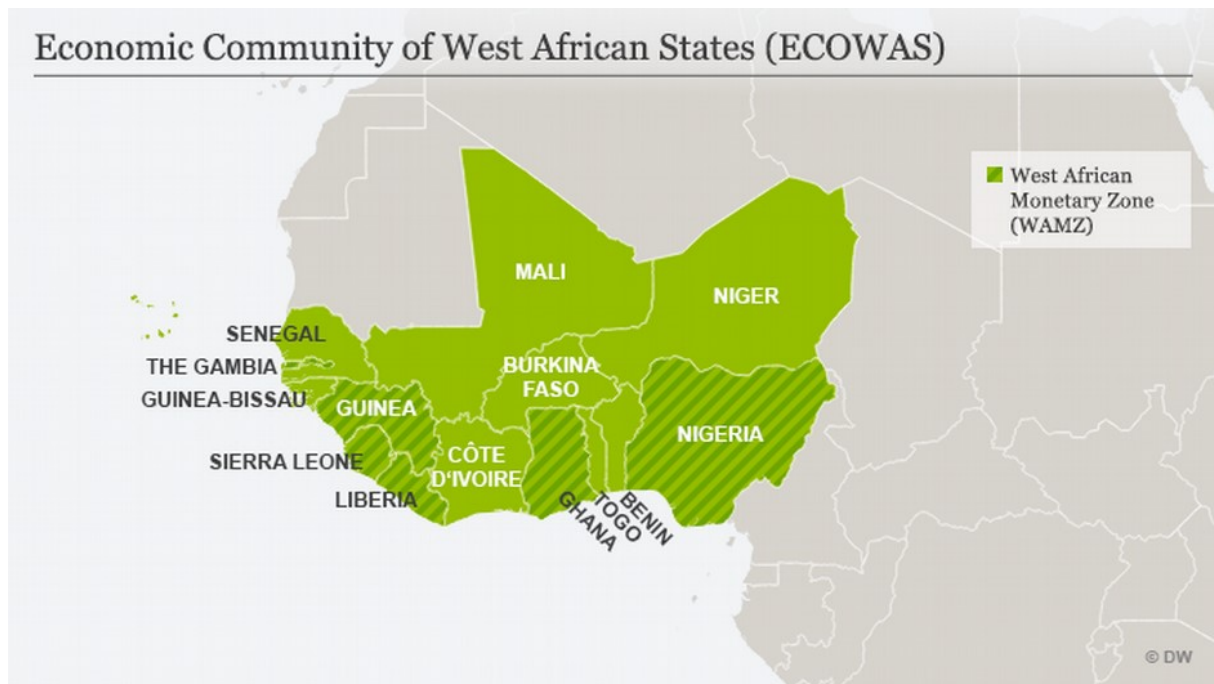 Economic Community of West African States (ECOWAS)
West African
Monetary Zone
(WAMZ)
MALI
NIGER
SENEGAL
THE GAMBIA
BURKINA
FASO
GUINEA-BISSAU
GUINEA
NIGERIA
CÔTE
D'IVOIRE
SIERRA LEONE
LIBERIA
GHANA
TOGO
BENIN
© DW